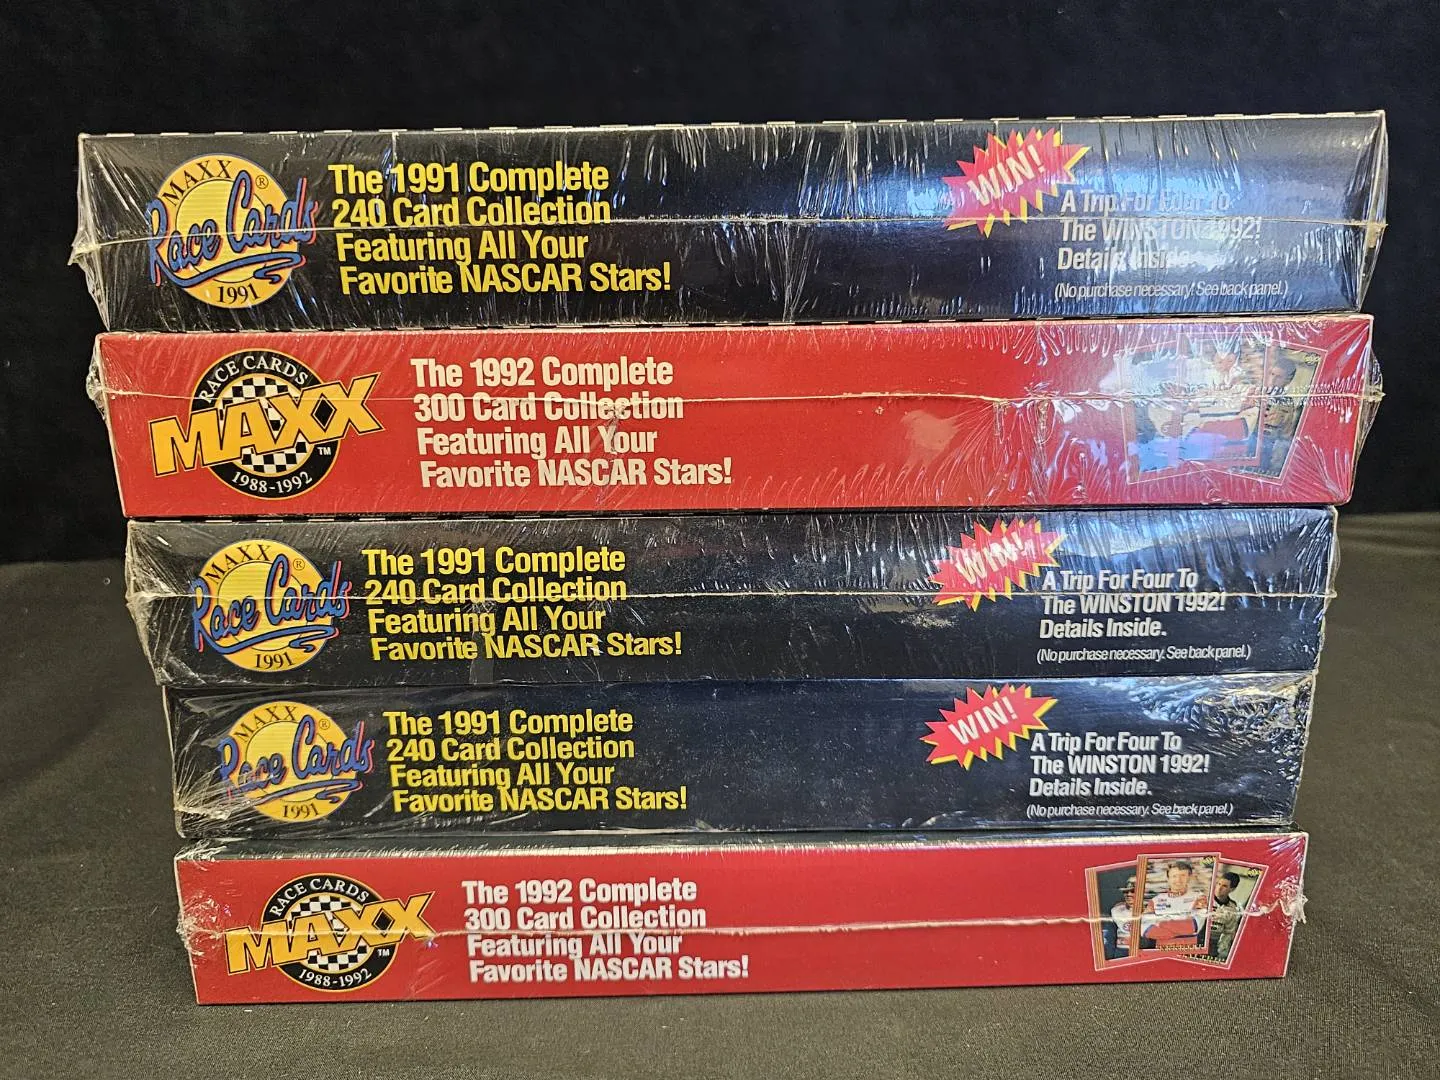 MAXX
®
Race Cards
1991
The 1991 Complete
240 Card Collection
Featuring All Your
Favorite NASCAR Stars!
WIN!
A Trip For Four To
The WINSTON 1992!
Details Inside.
(No purchase necessary. See back panel.)
RACE CARDS
MAXX
TM
1988-1992
The 1992 Complete
300 Card Collection
Featuring All Your
Favorite NASCAR Stars!
MAXX
®
Race Cards
1991
The 1991 Complete
240 Card Collection
Featuring All Your
Favorite NASCAR Stars!
WIN!
A Trip For Four To
The WINSTON 1992!
Details Inside.
(No purchase necessary. See back panel.)
MAXX
®
Race Cards
1991
The 1991 Complete
240 Card Collection
Featuring All Your
Favorite NASCAR Stars!
WIN!
A Trip For Four To
The WINSTON 1992!
Details Inside.
(No purchase necessary. See back panel.)
RACE CARDS
MAXX
TM
1988-1992
The 1992 Complete
300 Card Collection
Featuring All Your
Favorite NASCAR Stars!